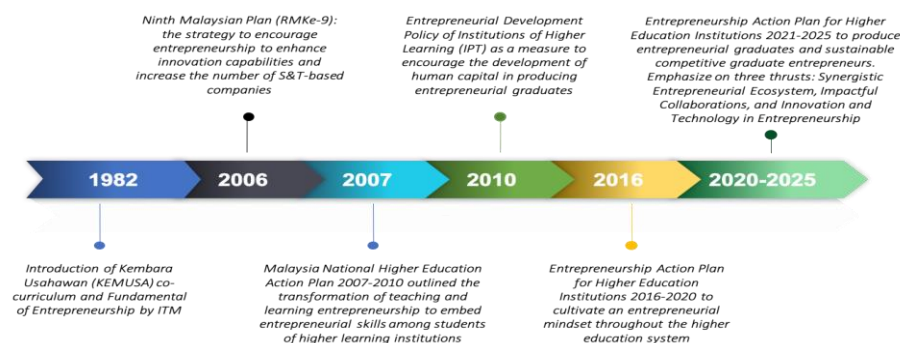 Ninth Malaysian Plan (RMKe-9):
the strategy to encourage
entrepreneurship to enhance
innovation capabilities and
increase the number of S&T-based
companies
Entrepreneurial Development
Policy of Institutions of Higher
Learning (IPT) as a measure to
encourage the development of
human capital in producing
entrepreneurial graduates
Entrepreneurship Action Plan for Higher
Education Institutions 2021-2025 to produce
entrepreneurial graduates and sustainable
competitive graduate entrepreneurs.
Emphasize on three thrusts: Synergistic
Entrepreneurial Ecosystem, Impactful
Collaborations, and Innovation and
Technology in Entrepreneurship
1982
2006
2007
2010
2016
2020-2025
Introduction of Kembara
Usahawan (KEMUSA) co-
curriculum and Fundamental
of Entrepreneurship by ITM
Malaysia National Higher Education
Action Plan 2007-2010 outlined the
transformation of teaching and
learning entrepreneurship to embed
entrepreneurial skills among students
of higher learning institutions
Entrepreneurship Action Plan
for Higher Education
Institutions 2016-2020 to
cultivate an entrepreneurial
mindset throughout the higher
education system